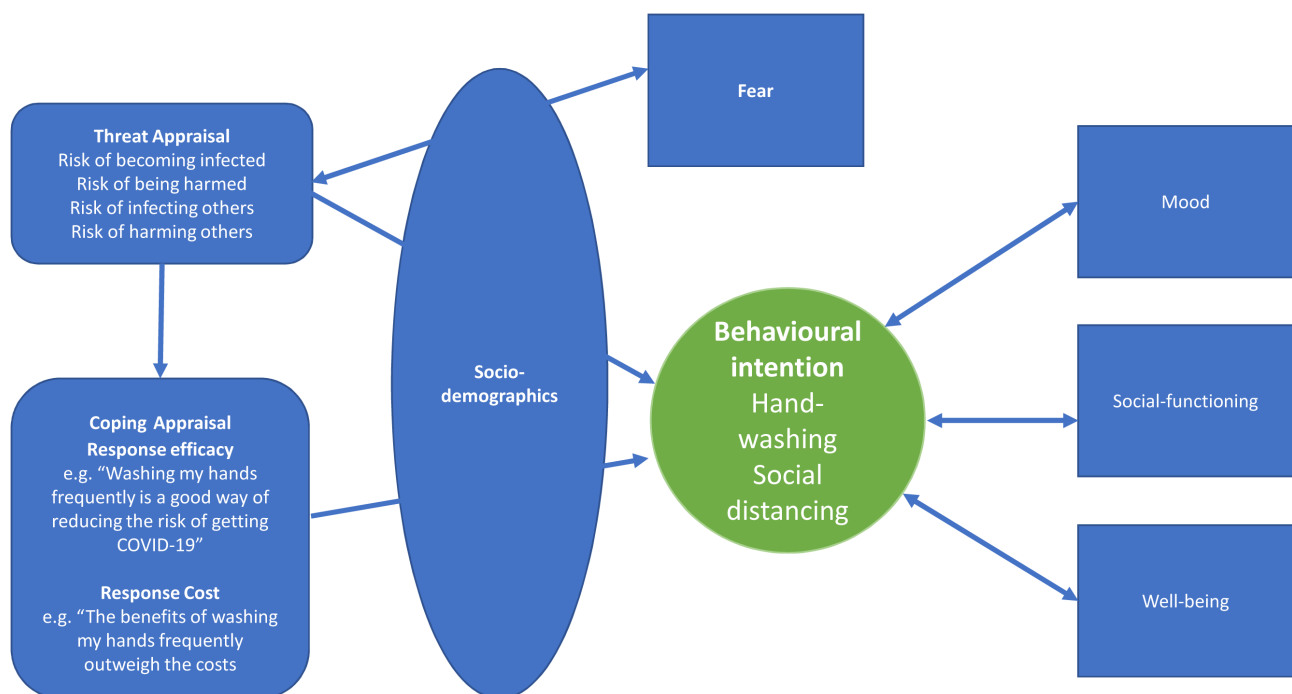 Fear
Threat Appraisal
Risk of becoming infected
Risk of being harmed
Risk of infecting others
Risk of harming others
Mood
Socio-
demographics
Behavioural
intention
Hand-
washing
Social
distancing
Social-functioning
Coping  Appraisal
Response efficacy
e.g. “Washing my hands
frequently is a good way of
reducing the risk of getting
COVID-19”
Response Cost
e.g. “The benefits of washing
my hands frequently
outweigh the costs
Well-being